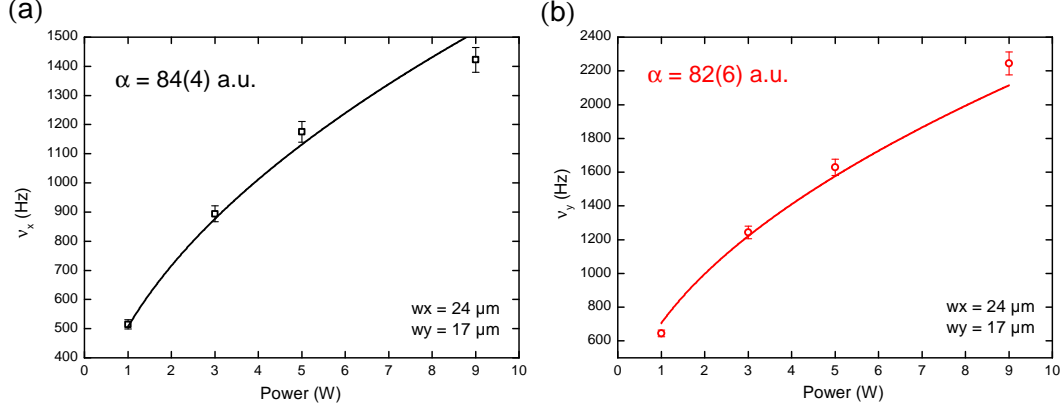 (a)
1500
1400
1300
1200
1100
1000
900
800
700
600
500
400
ν_x (Hz)
α = 84(4) a.u.
wx = 24 μm
wy = 17 μm
0 1 2 3 4 5 6 7 8 9 10
Power (W)
(b)
2400
2200
2000
1800
1600
1400
1200
1000
800
600
ν_y (Hz)
α = 82(6) a.u.
wx = 24 μm
wy = 17 μm
0 1 2 3 4 5 6 7 8 9 10
Power (W)